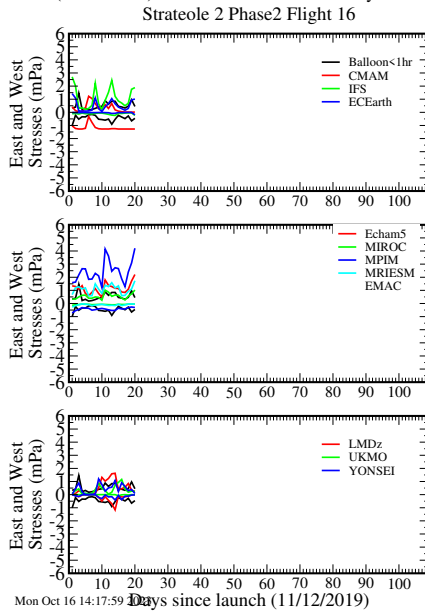 Strateole 2 Phase2 Flight 16
East and West
Stresses (mPa)
6
5
4
3
2
1
0
-1
-2
-3
-4
-5
-6
Balloon<1hr
CMAM
IFS
ECEarth
0 10 20 30 40 50 60 70 80 90 100
East and West
Stresses (mPa)
6
5
4
3
2
1
0
-1
-2
-3
-4
-5
-6
Echam5
MIROC
MPIM
MRIESM
EMAC
0 10 20 30 40 50 60 70 80 90 100
East and West
Stresses (mPa)
6
5
4
3
2
1
0
-1
-2
-3
-4
-5
-6
LMDz
UKMO
YONSEI
0 10 20 30 40 50 60 70 80 90 100
Days since launch (11/12/2019)
Mon Oct 16 14:17:59